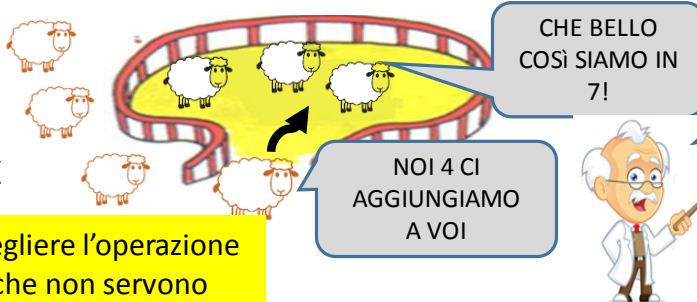 CHE BELLO
COSÌ SIAMO IN
7!
NOI 4 CI
AGGIUNGIAMO
A VOI
egliere l'operazione
che non servono